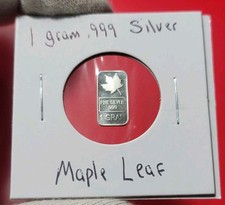 1 gram .999 Silver
FINE SILVER
999
1 GRAM
Maple Leaf